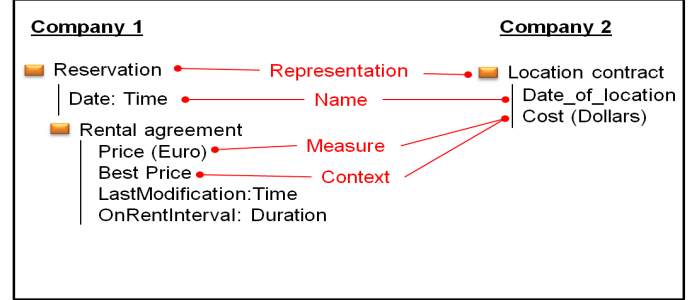 Company 1 Company 2
Reservation Representation Location contract
Date: Time Name Date_of_location
Rental agreement Cost (Dollars)
Price (Euro) Measure
Best Price Context
LastModification:Time
OnRentInterval: Duration